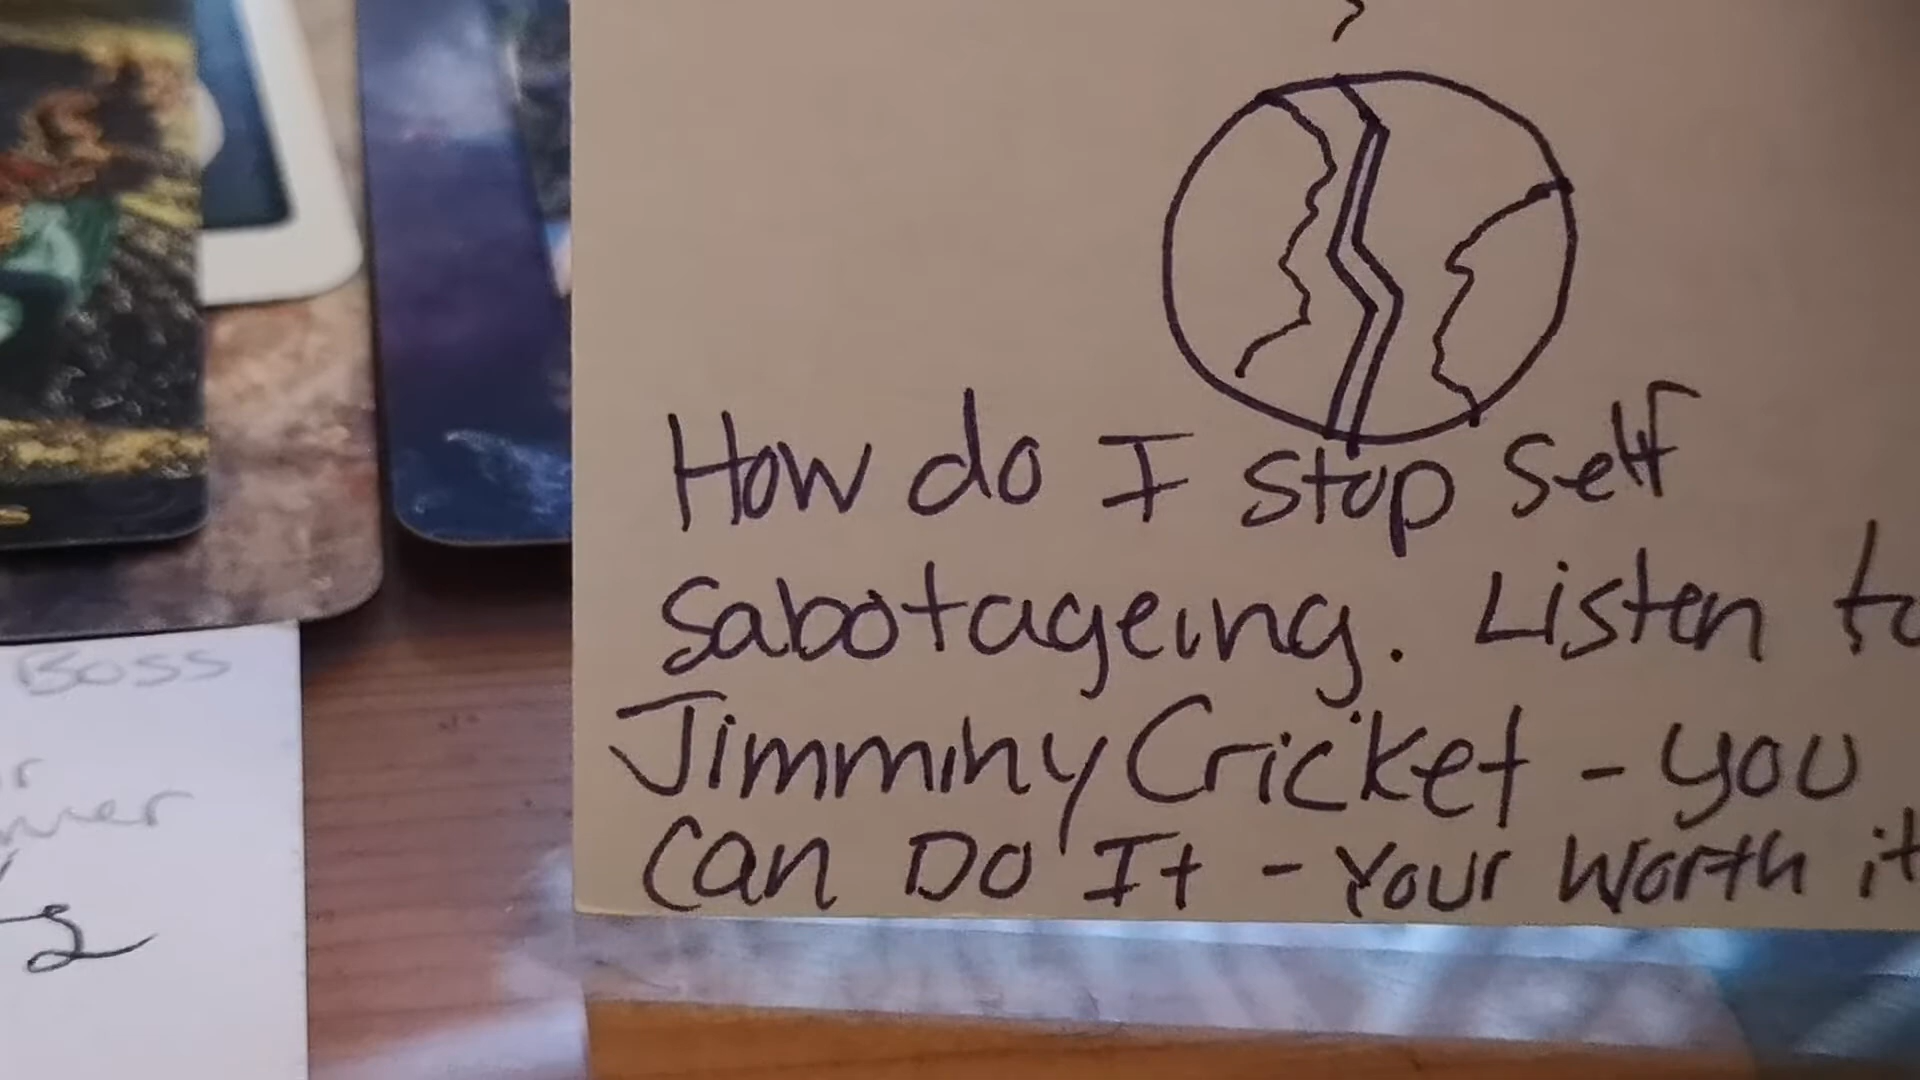 How do I stop Self
Sabotageing. Listen to
Jimminy Cricket - you
Can Do It - Your Worth it
Boss